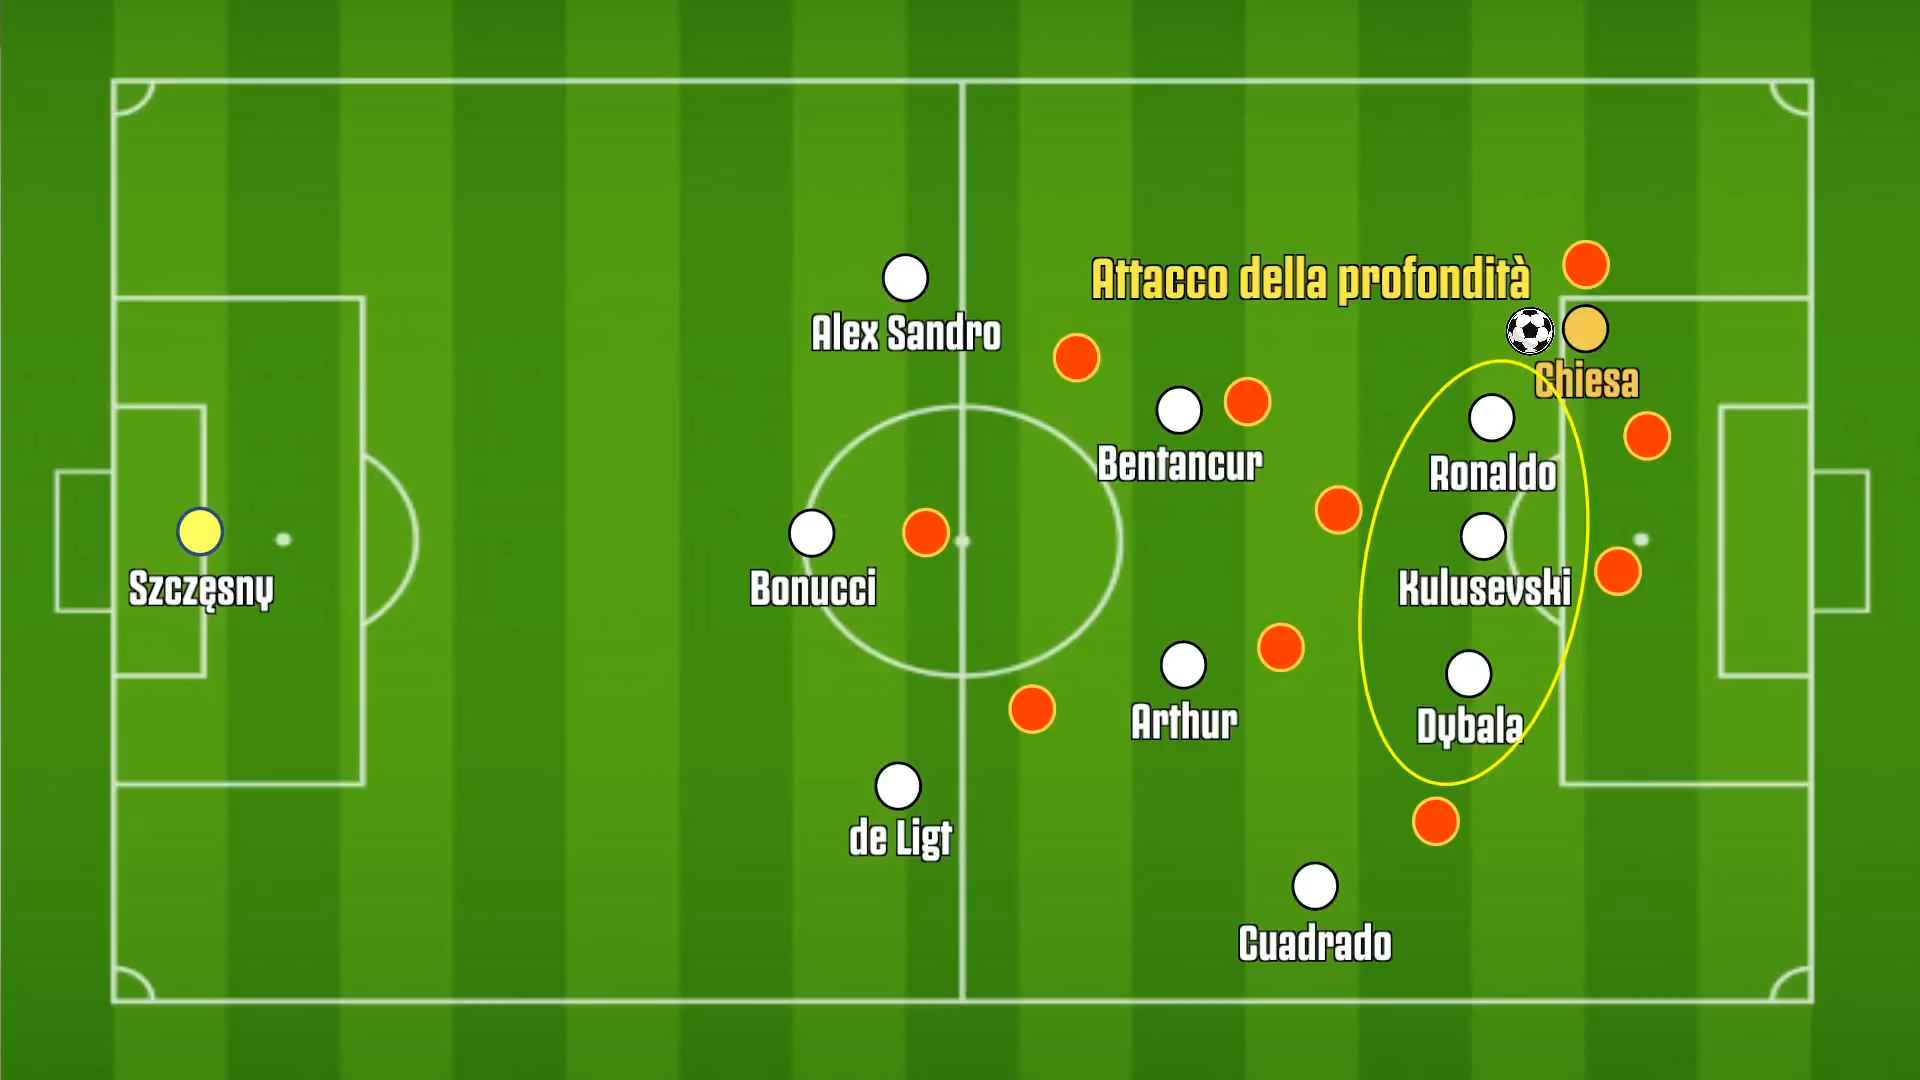 Attacco della profondità
Alex Sandro
Chiesa
Bentancur
Ronaldo
Szczęsny
Bonucci
Kulusevski
Arthur
Dybala
de Ligt
Cuadrado